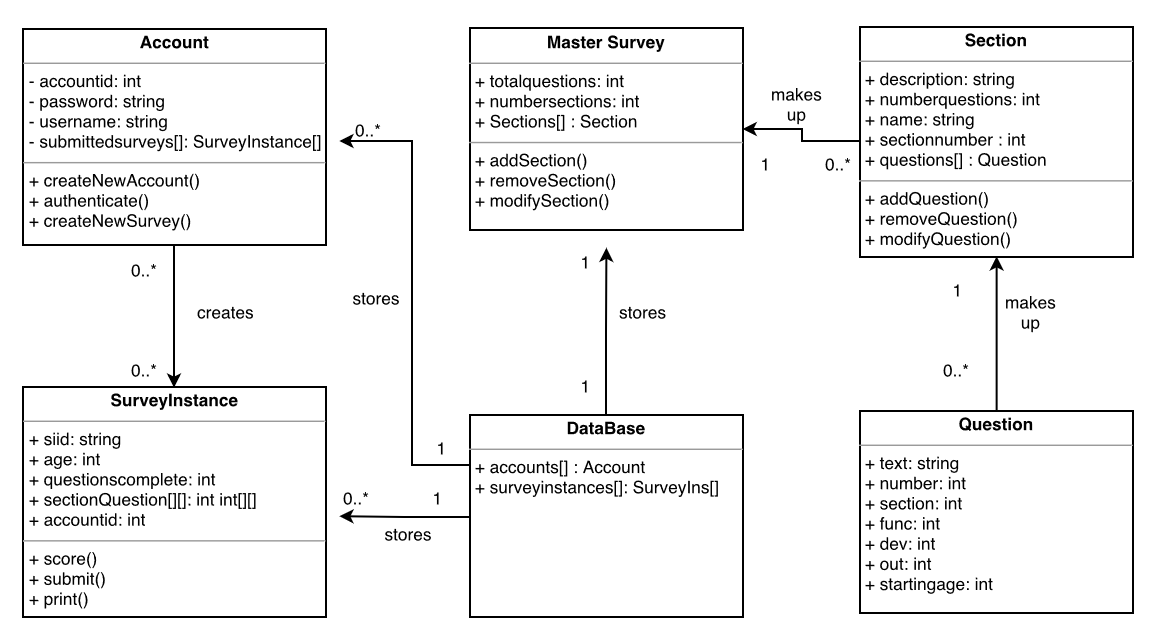 Account
- accountid: int
- password: string
- username: string
- submittedsurveys[]: SurveyInstance[]
+ createNewAccount()
+ authenticate()
+ createNewSurvey()
Master Survey
+ totalquestions: int
+ numbersections: int
+ Sections[] : Section
+ addSection()
+ removeSection()
+ modifySection()
Section
+ description: string
+ numberquestions: int
+ name: string
+ sectionnumber : int
+ questions[] : Question
+ addQuestion()
+ removeQuestion()
+ modifyQuestion()
0..*
makes
up
1
0..*
0..*
creates
0..*
stores
1
1
stores
1
1
makes
up
0..*
SurveyInstance
+ siid: string
+ age: int
+ questionscomplete: int
+ sectionQuestion[][]: int int[][]
+ accountid: int
+ score()
+ submit()
+ print()
0..*
1
stores
DataBase
+ accounts[] : Account
+ surveyinstances[]: SurveyIns[]
Question
+ text: string
+ number: int
+ section: int
+ func: int
+ dev: int
+ out: int
+ startingage: int